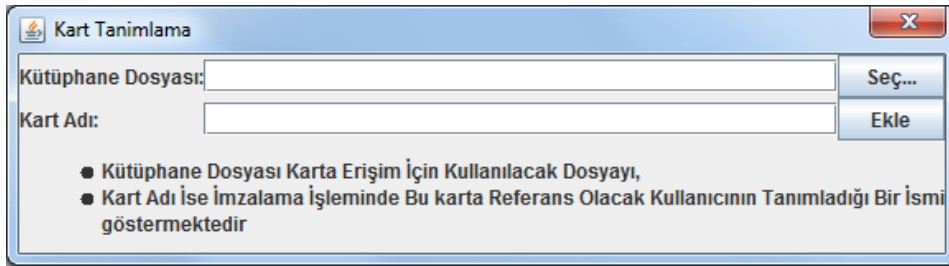 Kart Tanimlama
Kütüphane Dosyası:
Seç...
Kart Adı:
Ekle
Kütüphane Dosyası Karta Erişim İçin Kullanılacak Dosyayı,
Kart Adı İse İmzalama İşleminde Bu karta Referans Olacak Kullanıcının Tanımladığı Bir İsmi
göstermektedir